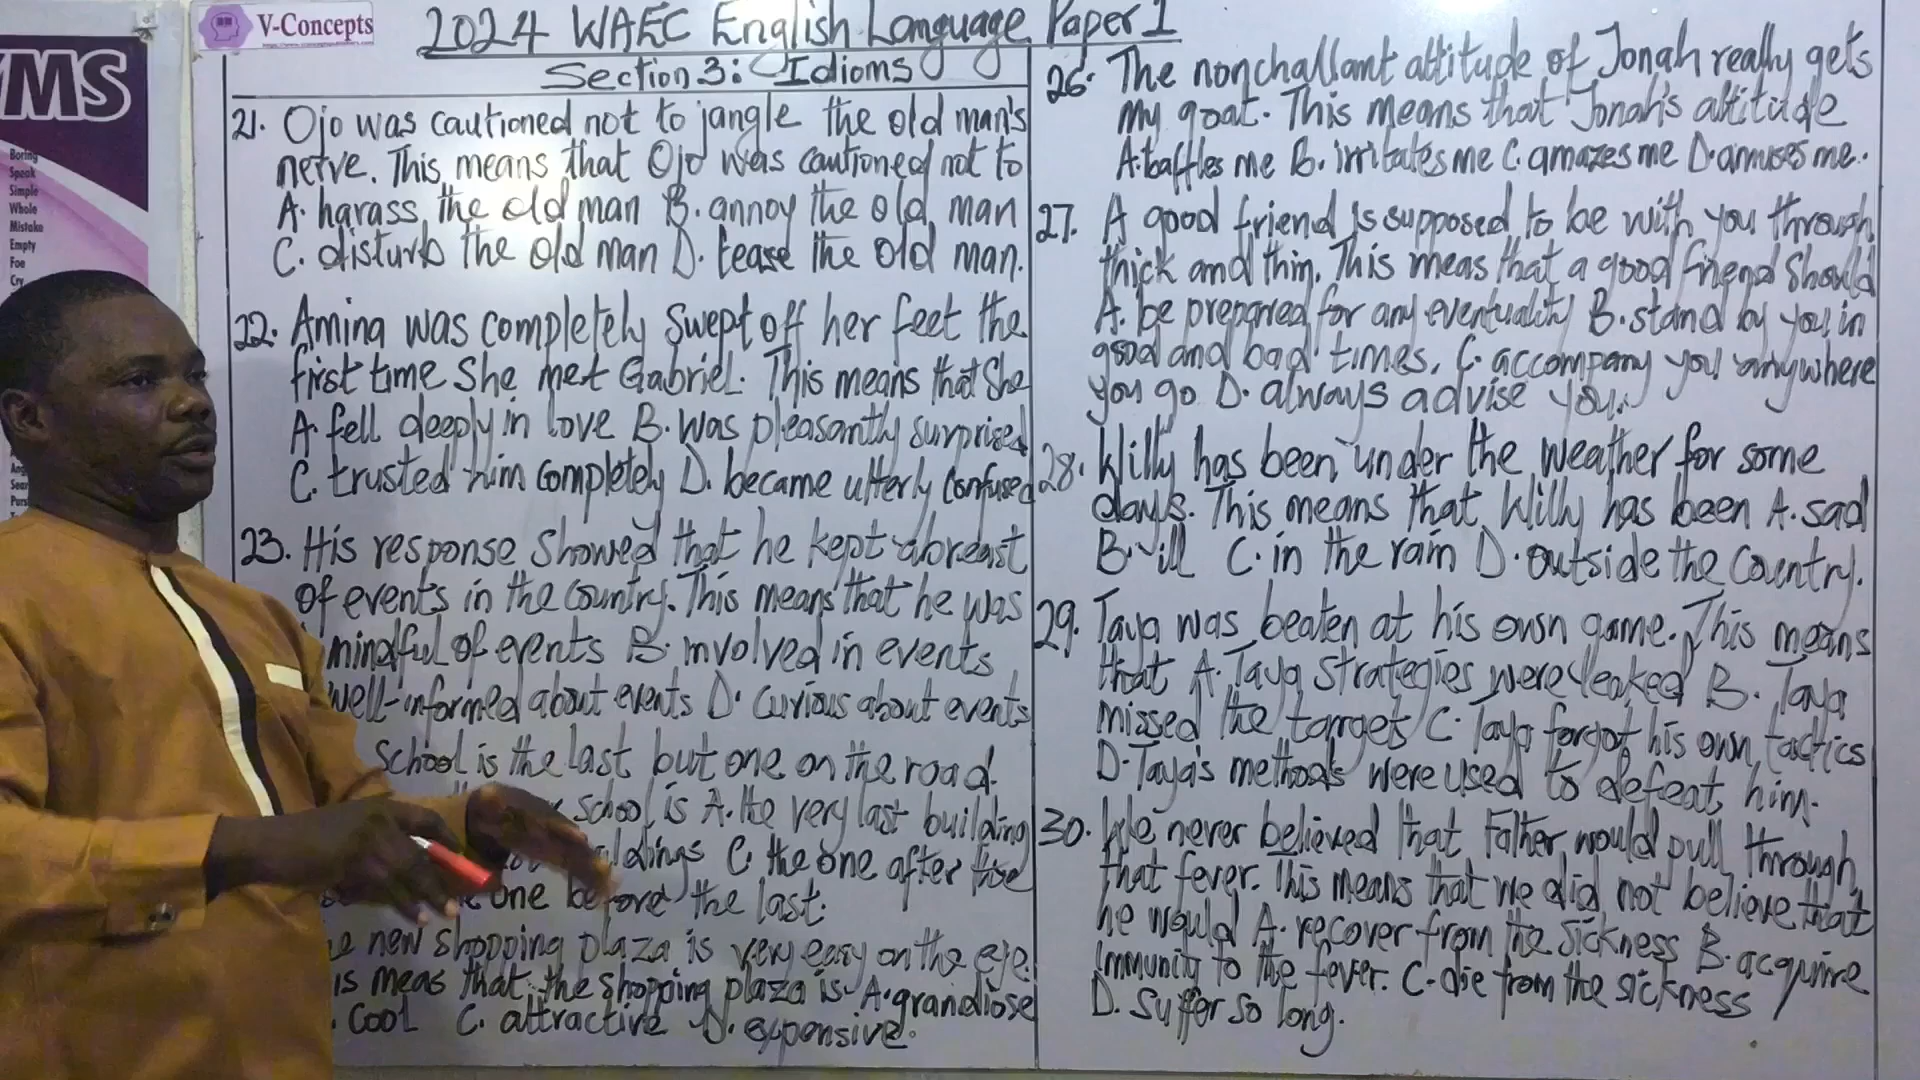 V-Concepts
MS
Boring
Speak
Simple
Whole
Mistake
Empty
Foe
Cry
2024 WAEC English Language Paper 1
Section 3: Idioms
21. Ojo was cautioned not to jangle the old man's
nerve. This means that Ojo was cautioned not to
A. harass the old man B. annoy the old man
C. disturb the old man D. tease the old man.
22. Amina was completely swept off her feet the
first time she met Gabriel. This means that she
A. fell deeply in love B. was pleasantly surprised
C. trusted him completely D. became utterly confused
23. His response showed that he kept abreast
of events in the country. This means that he was
mindful of events B. involved in events
well-informed about events D. curious about events
School is the last but one on the road.
school is A. the very last building
C. the one after the
one before the last.
new shopping plaza is very easy on the eye.
is meas that the shopping plaza is A. grandiose
. Cool C. attractive D. expensive.
26. The nonchallant attitude of Jonah really gets
my goat. This means that Jonah's attitude
A. baffles me B. irritates me C. amazes me D. amuses me.
27. A good friend is supposed to be with you through
thick and thin. This meas that a good friend should
A. be prepared for any eventuality B. stand by you in
good and bad times. C. accompany you anywhere
you go D. always advise you.
28. Willy has been under the weather for some
days. This means that Willy has been A. sad
B. ill C. in the rain D. outside the Country.
29. Taya was beaten at his own game. This means
that A. Taya strategies were leaked B. Taya
missed the target C. Taya forgot his own tactics
D. Taya's methods were used to defeat him.
30. We never believed that Father would pull through
that fever. This means that we did not believe that
he would A. recover from the sickness B. acquire
immunity to the fever. C. die from the sickness
D. suffer so long.